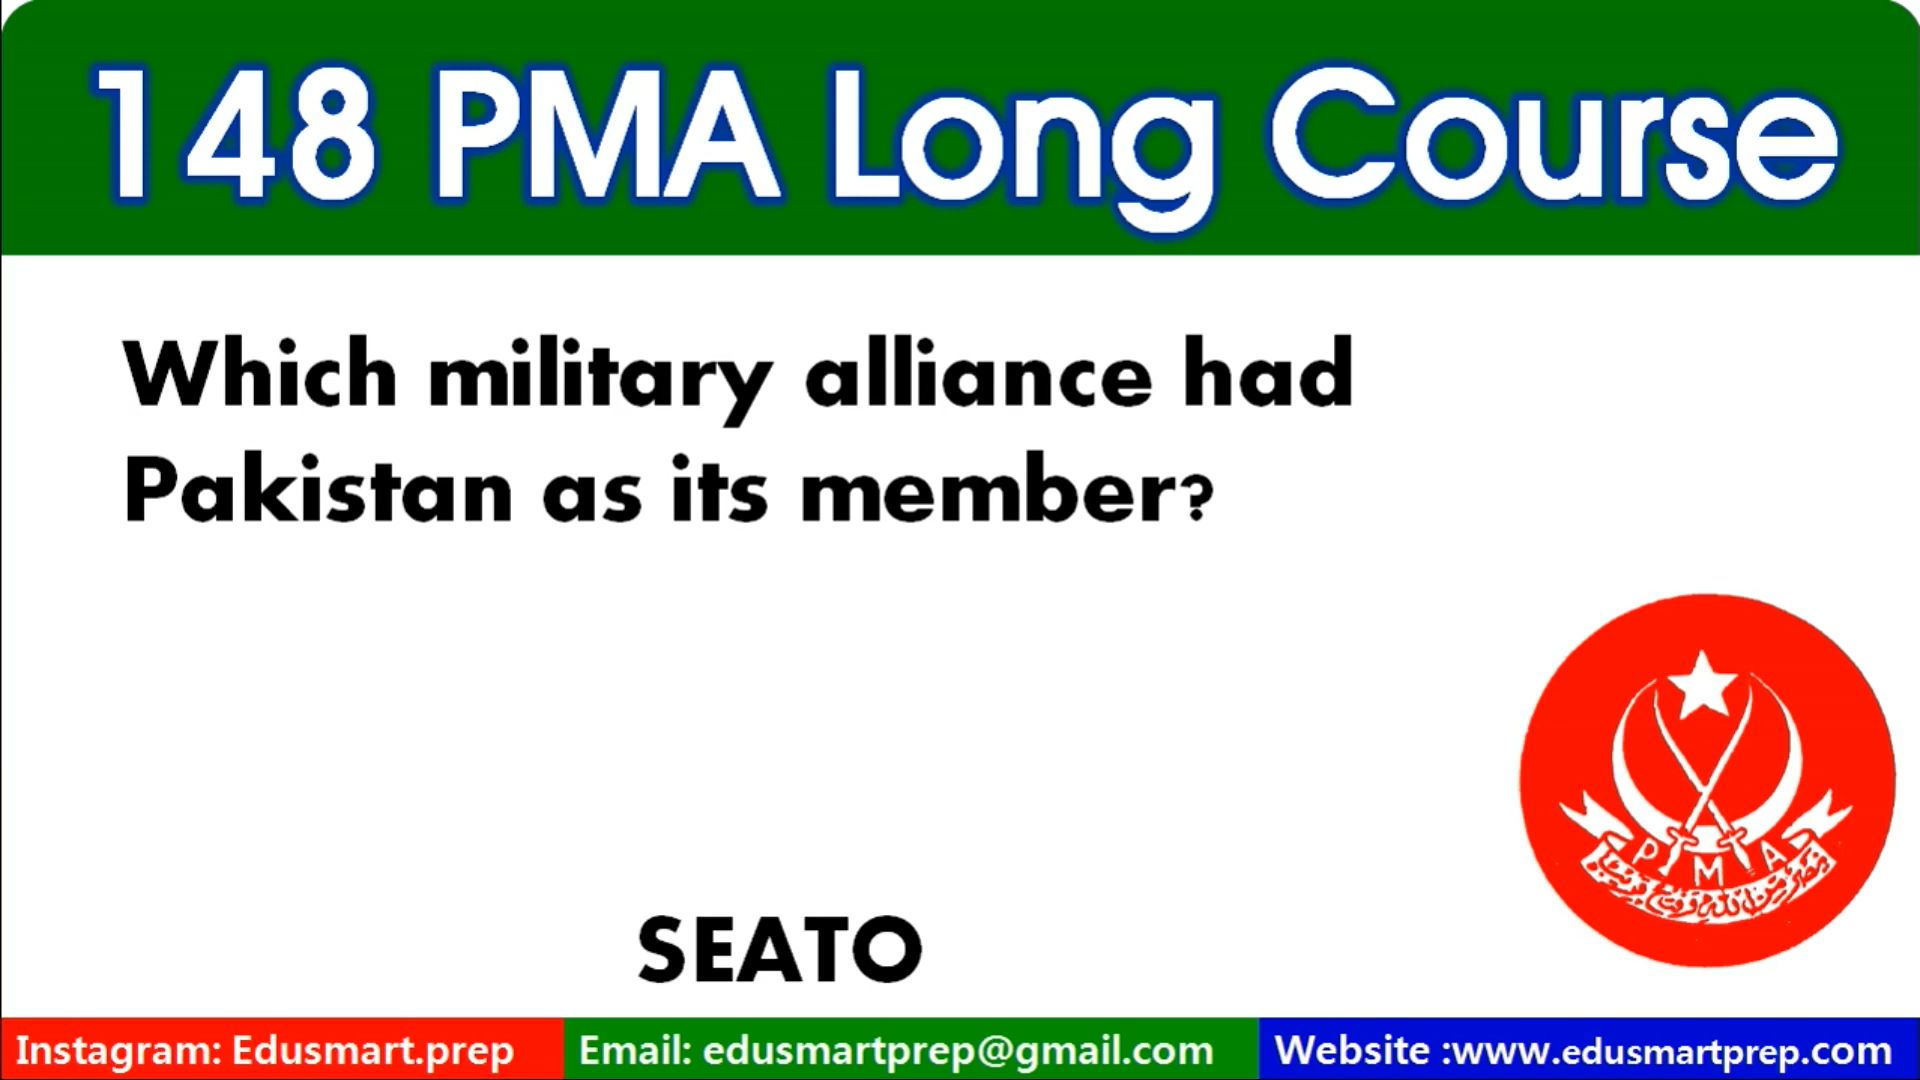 148 PMA Long Course
Which military alliance had
Pakistan as its member?
P M A
SEATO
Instagram: Edusmart.prep
Email: edusmartprep@gmail.com
Website :www.edusmartprep.com